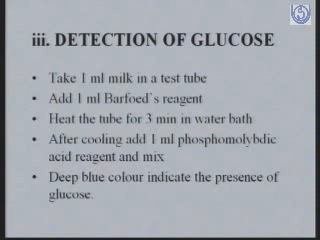 iii. DETECTION OF GLUCOSE
• Take 1 ml milk in a test tube
• Add 1 ml Barfoed`s reagent
• Heat the tube for 3 min in water bath
• After cooling add 1 ml phosphomolybdic
acid reagent and mix
• Deep blue colour indicate the presence of
glucose.